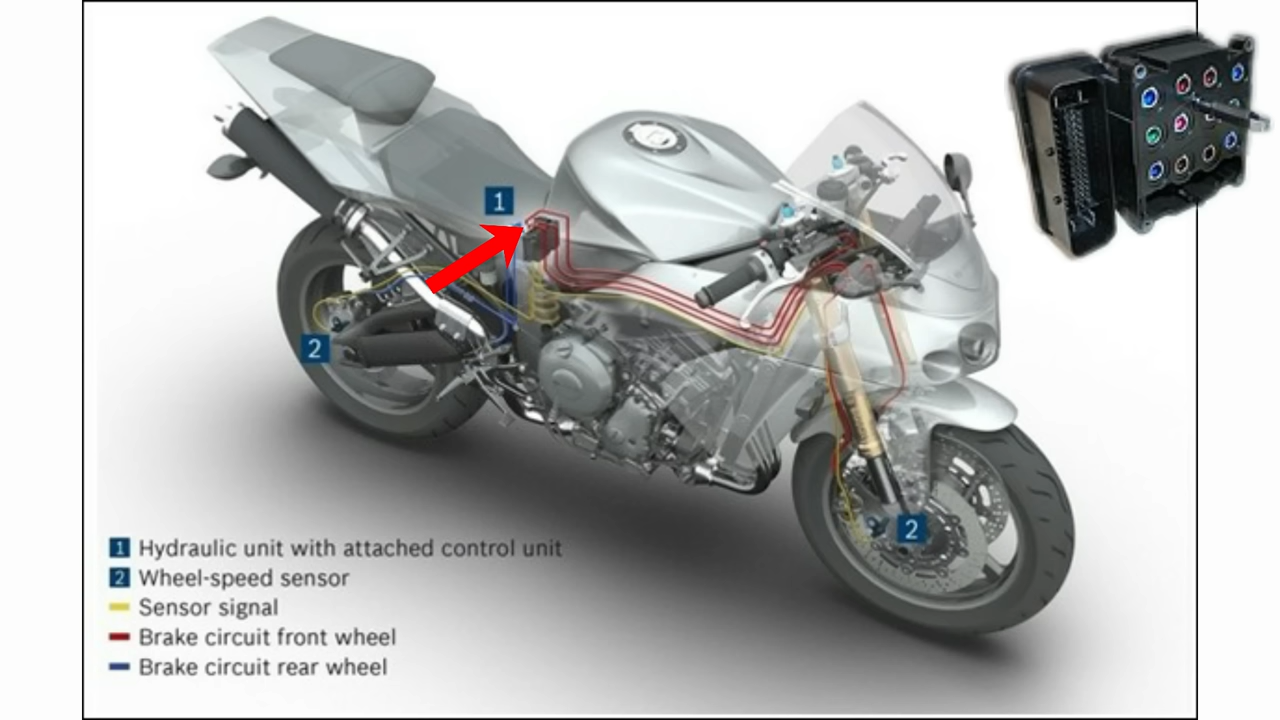 1
2
2
1 Hydraulic unit with attached control unit
2 Wheel-speed sensor
Sensor signal
Brake circuit front wheel
Brake circuit rear wheel